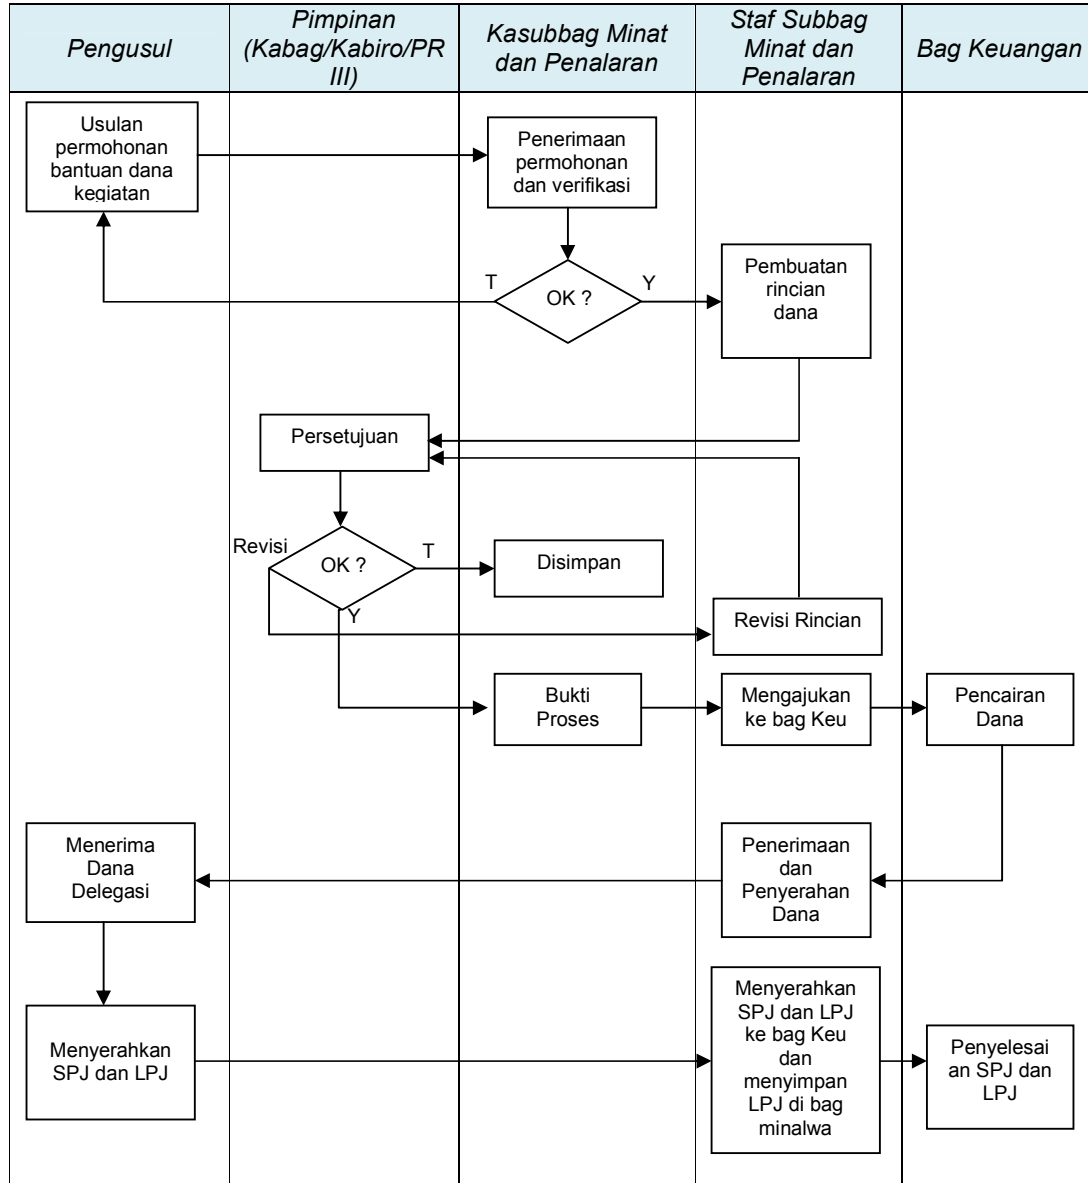 Pengusul
Pimpinan
(Kabag/Kabiro/PR
III)
Kasubbag Minat
dan Penalaran
Staf Subbag
Minat dan
Penalaran
Bag Keuangan
Usulan
permohonan
bantuan dana
kegiatan
Penerimaan
permohonan
dan verifikasi
T
OK ?
Y
Pembuatan
rincian
dana
Persetujuan
Revisi
OK ?
T
Y
Disimpan
Revisi Rincian
Bukti
Proses
Mengajukan
ke bag Keu
Pencairan
Dana
Menerima
Dana
Delegasi
Penerimaan
dan
Penyerahan
Dana
Menyerahkan
SPJ dan LPJ
Menyerahkan
SPJ dan LPJ
ke bag Keu
dan
menyimpan
LPJ di bag
minalwa
Penyelesai
an SPJ dan
LPJ